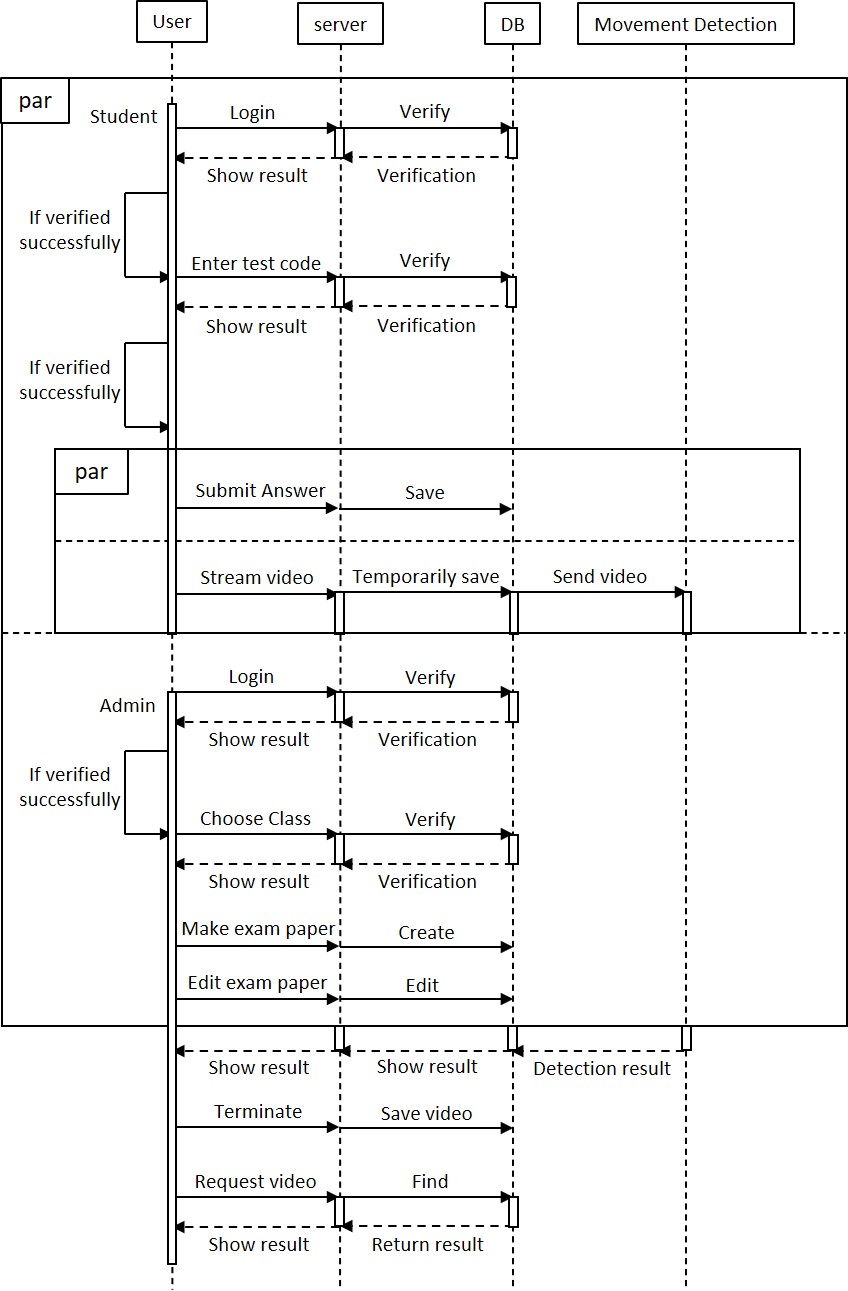 User
server
DB
Movement Detection
par
Student
Login
Verify
Show result
Verification
If verified
successfully
Enter test code
Verify
Show result
Verification
If verified
successfully
par
Submit Answer
Save
Stream video
Temporarily save
Send video
Login
Verify
Admin
Show result
Verification
If verified
successfully
Choose Class
Verify
Show result
Verification
Make exam paper
Create
Edit exam paper
Edit
Show result
Show result
Detection result
Terminate
Save video
Request video
Find
Show result
Return result